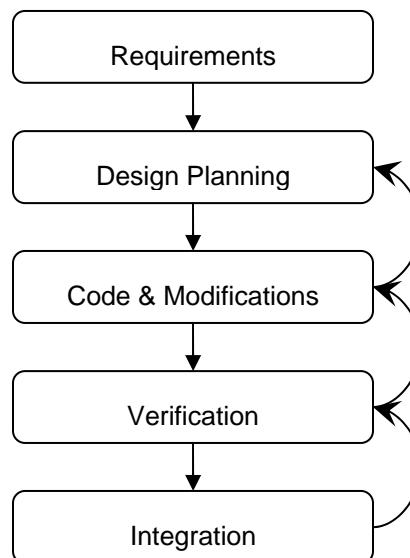 Requirements
Design Planning
Code & Modifications
Verification
Integration